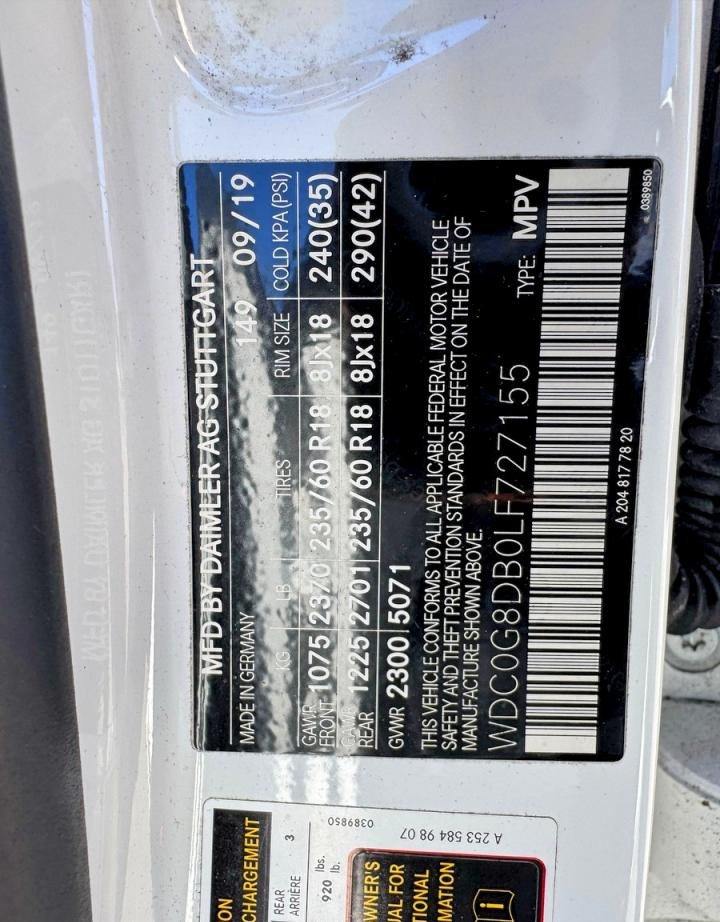 MFD BY DAIMLER AG STUTTGART
MADE IN GERMANY 149 09/19
KG LB TIRES RIM SIZE COLD KPA (PSI)
GAWR FRONT 1075 2370 235/60 R18 8Jx18 240(35)
GAWR REAR 1225 2701 235/60 R18 8Jx18 290(42)
GVWR 2300 5071
THIS VEHICLE CONFORMS TO ALL APPLICABLE FEDERAL MOTOR VEHICLE
SAFETY AND THEFT PREVENTION STANDARDS IN EFFECT ON THE DATE OF
MANUFACTURE SHOWN ABOVE.
WDC0G8DB0LF727155 TYPE: MPV
A 204 817 78 20
0389850
ON
CHARGEMENT
REAR
ARRIÈRE 3
920 lbs.
lb.
0389850
A 253 584 98 07